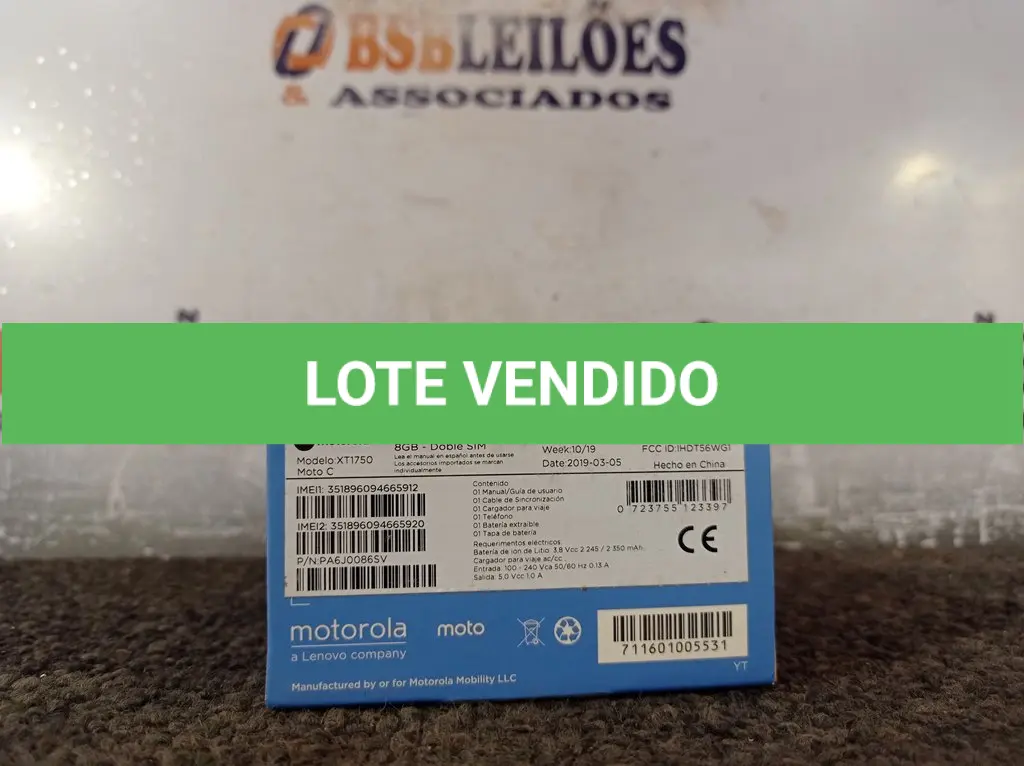 BSBLEILÕES
& ASSOCIADOS
LOTE VENDIDO
8GB - Doble SIM
Lea el manual en español antes de usarse
Los accesorios importados se marcan
individualmente
Modelo:XT1750
Moto C
Week:10/19
Date:2019-03-05
FCC ID:IHDT56WG1
Hecho en China
IMEI1: 351896094665912
IMEI2: 351896094665920
P/N:PA6J0086SV
Contenido
01 Manual/Guía de usuario
01 Cable de Sincronización
01 Cargador para viaje
01 Teléfono
01 Batería extraíble
01 Tapa de batería
Requerimentos eléctricos:
Batería de ión de Litio: 3.8 Vcc 2 245 / 2 350 mAh.
Cargador para viaje ac/cc
Entrada: 100 - 240 Vca 50/60 Hz 0.13 A
Salida: 5.0 Vcc 1.0 A
0 723755 123397
CE
motorola
a Lenovo company
moto
711601005531
YT
Manufactured by or for Motorola Mobility LLC